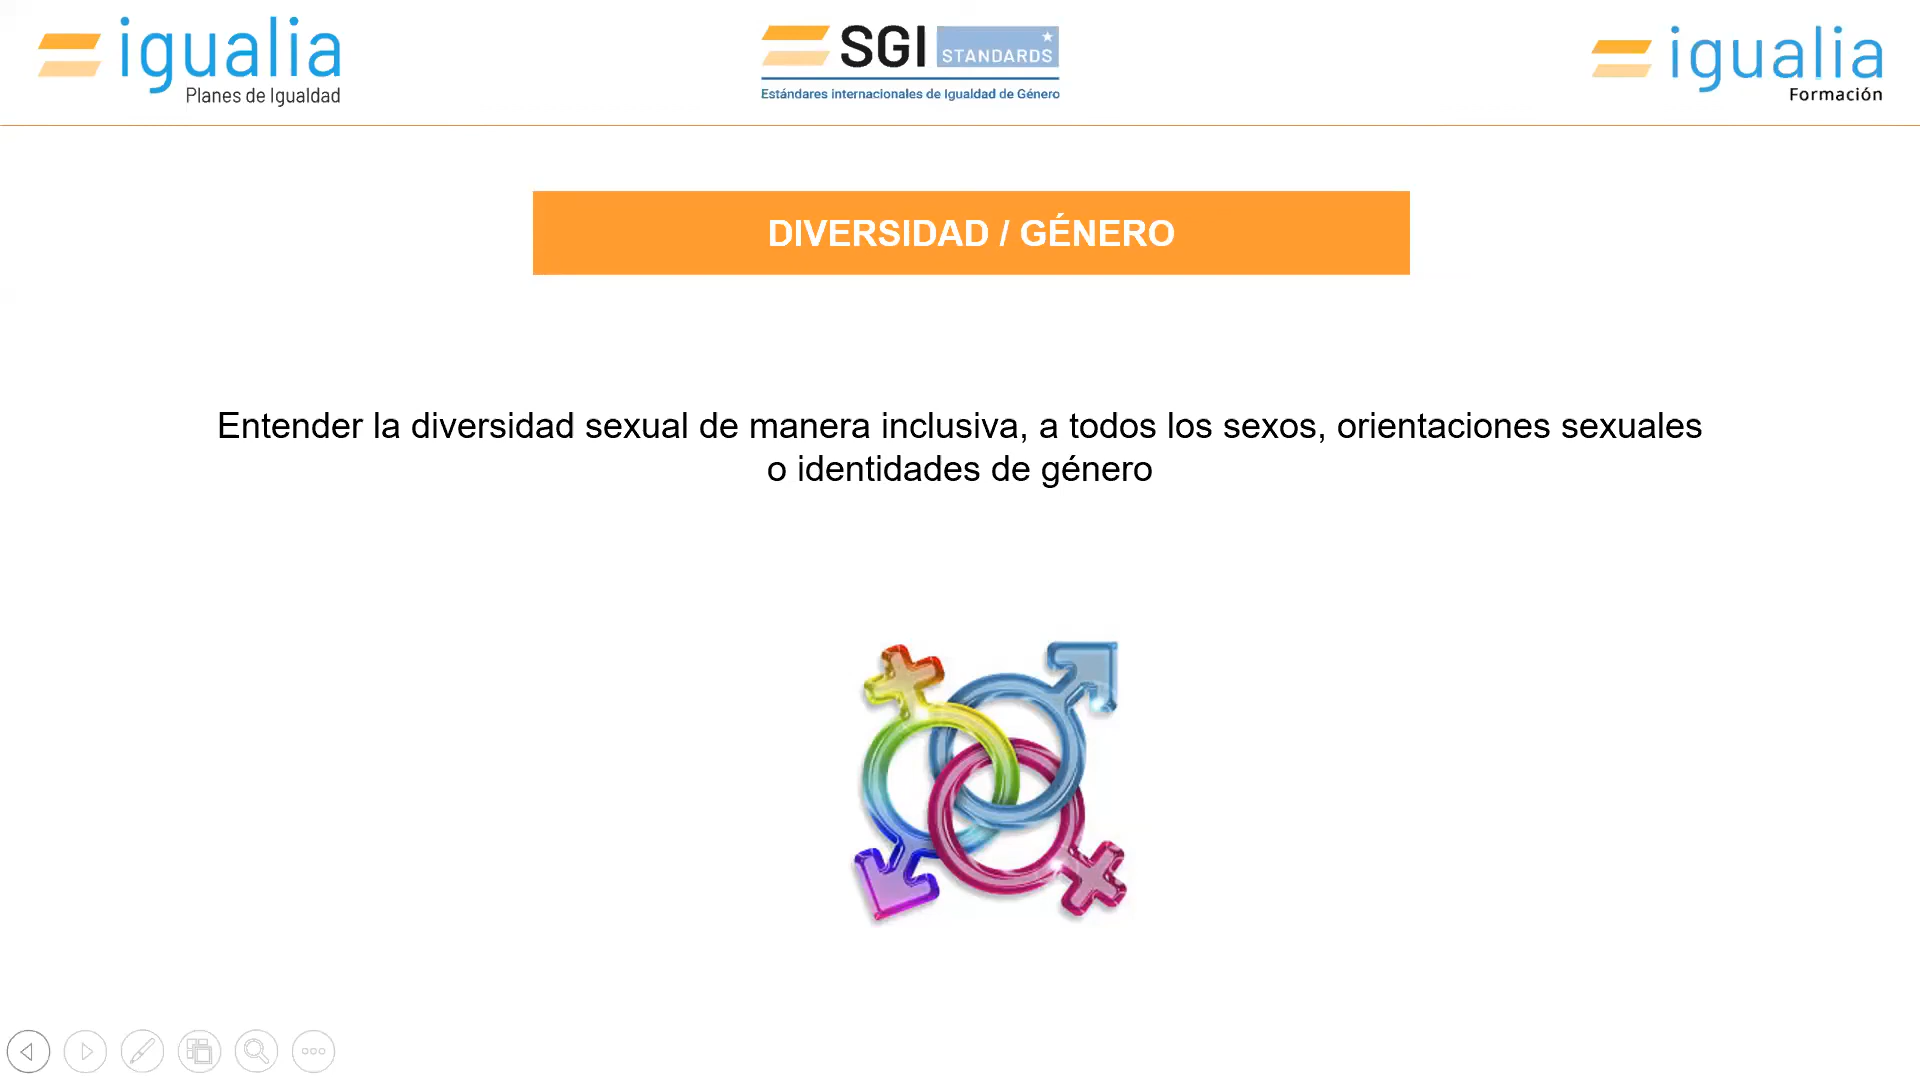 igualia
Planes de Igualdad
SGI STANDARDS
Estándares internacionales de Igualdad de Género
igualia
Formación
DIVERSIDAD / GÉNERO
Entender la diversidad sexual de manera inclusiva, a todos los sexos, orientaciones sexuales
o identidades de género